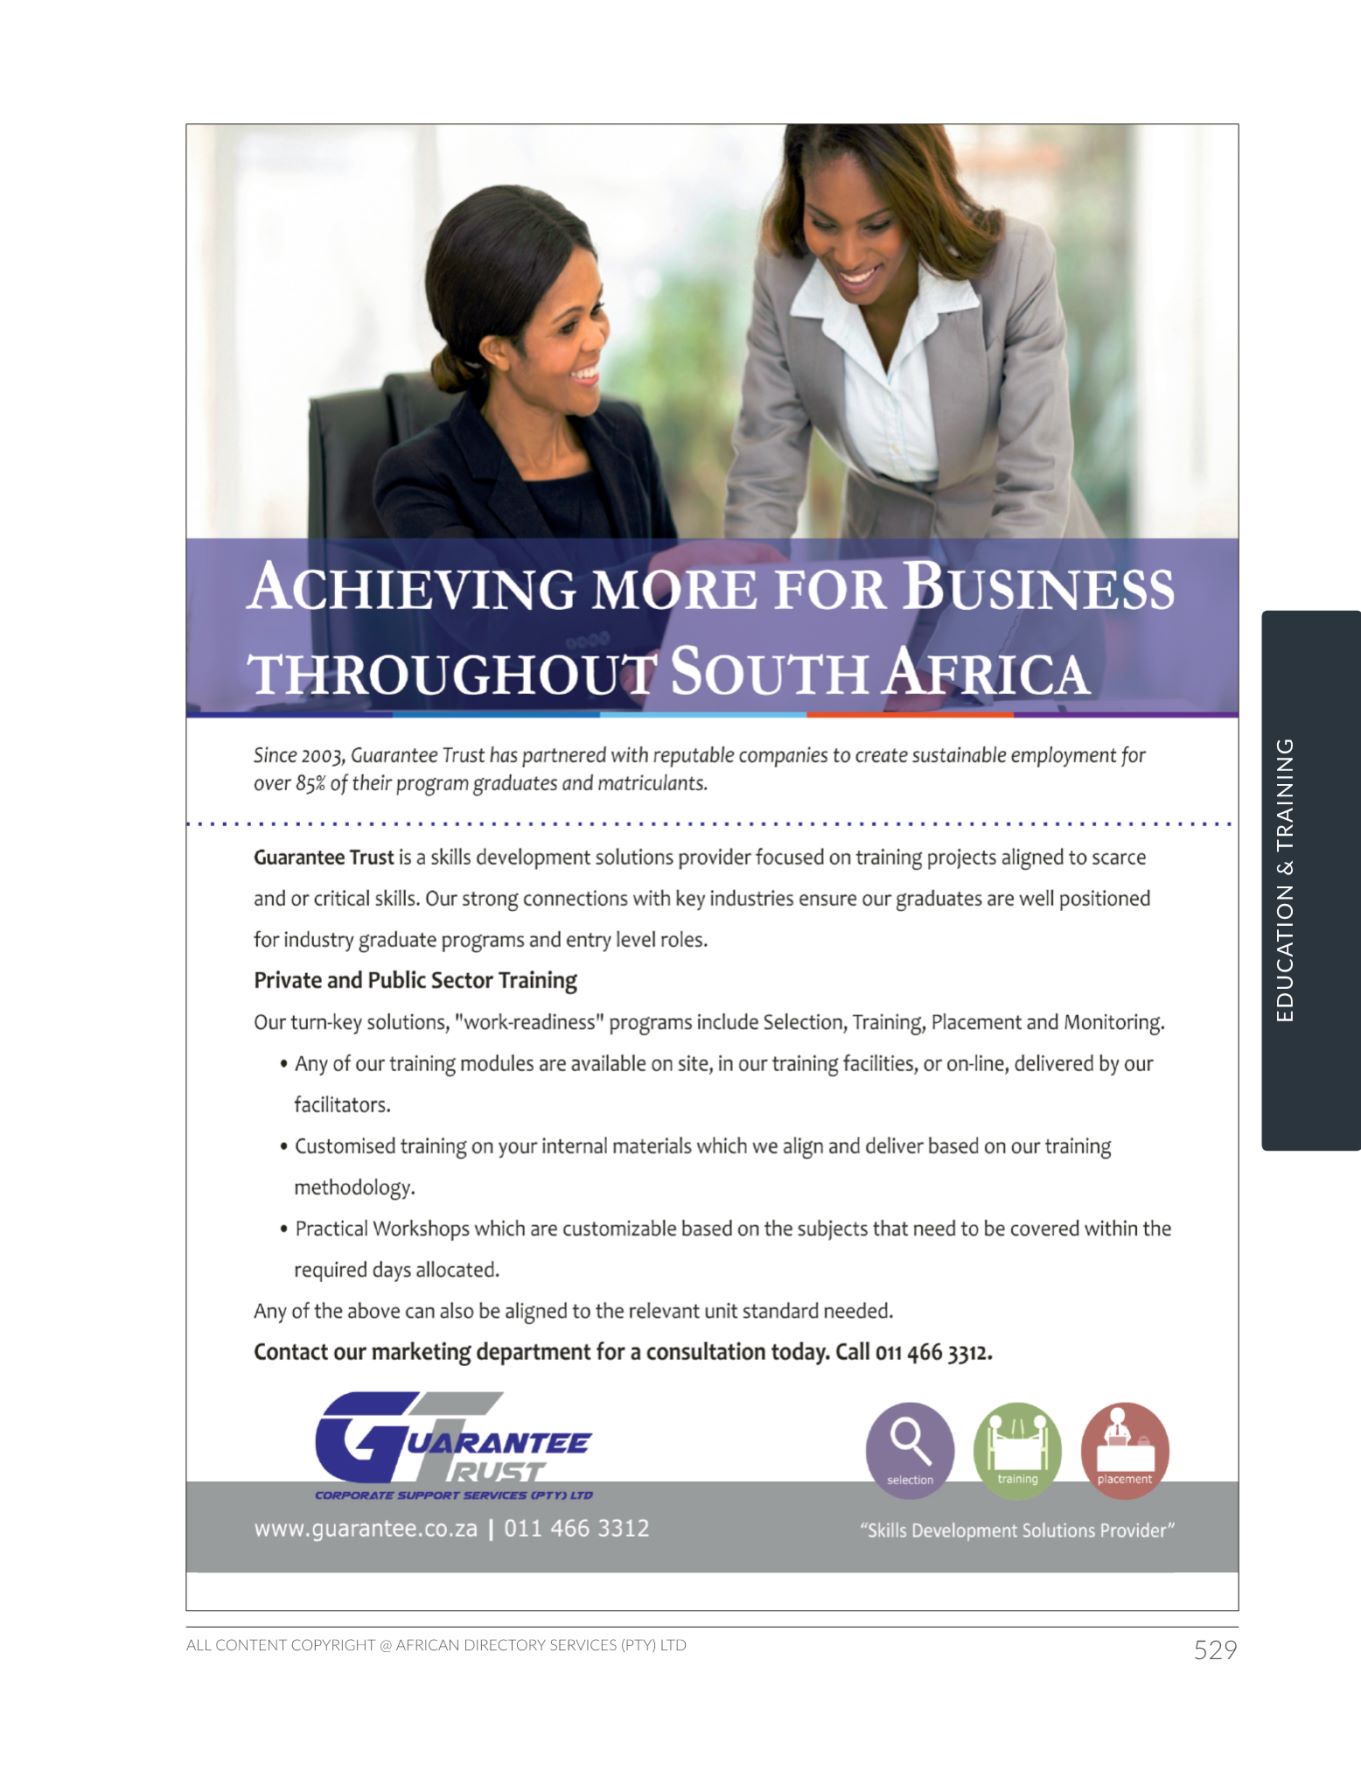 ACHIEVING MORE FOR BUSINESS
THROUGHOUT SOUTH AFRICA
Since 2003, Guarantee Trust has partnered with reputable companies to create sustainable employment for
over 85% of their program graduates and matriculants.
Guarantee Trust is a skills development solutions provider focused on training projects aligned to scarce
and or critical skills. Our strong connections with key industries ensure our graduates are well positioned
for industry graduate programs and entry level roles.
Private and Public Sector Training
Our turn-key solutions, "work-readiness" programs include Selection, Training, Placement and Monitoring.
• Any of our training modules are available on site, in our training facilities, or on-line, delivered by our
facilitators.
• Customised training on your internal materials which we align and deliver based on our training
methodology.
• Practical Workshops which are customizable based on the subjects that need to be covered within the
required days allocated.
Any of the above can also be aligned to the relevant unit standard needed.
Contact our marketing department for a consultation today. Call 011 466 3312.
GUARANTEE
TRUST
CORPORATE SUPPORT SERVICES (PTY) LTD
selection
training
placement
www.guarantee.co.za | 011 466 3312
“Skills Development Solutions Provider”
EDUCATION & TRAINING
ALL CONTENT COPYRIGHT @ AFRICAN DIRECTORY SERVICES (PTY) LTD
529